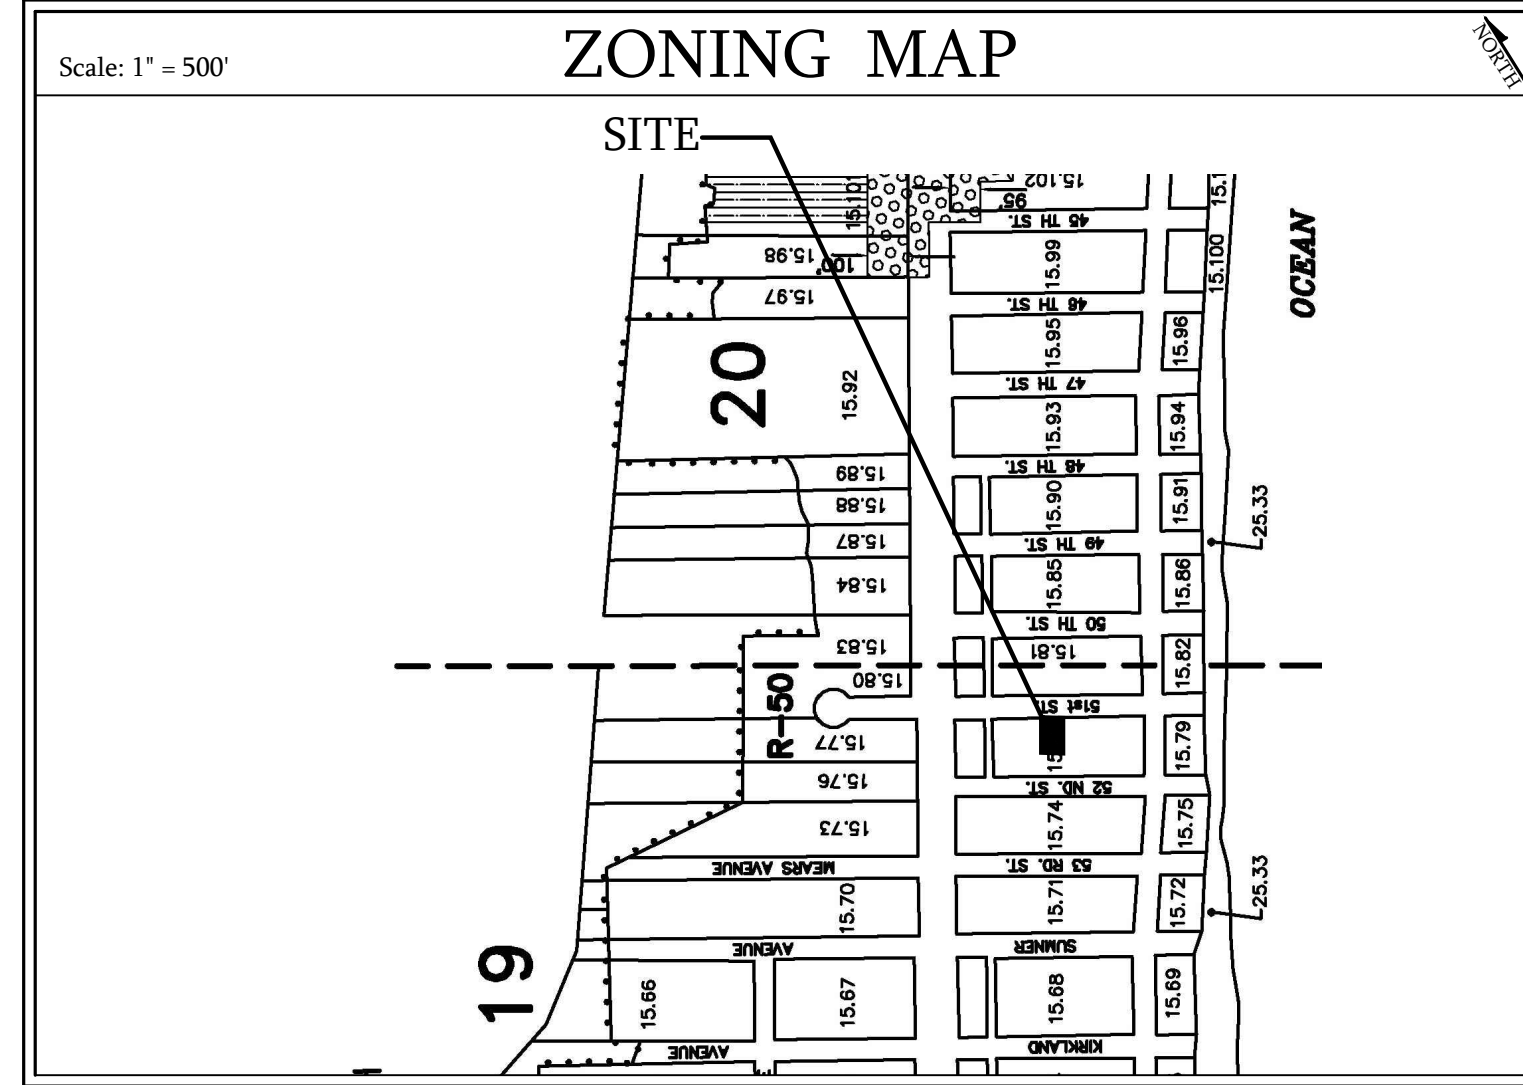 ZONING MAP
Scale: 1" = 500'
NORTH
SITE
15.101
15.102
95'
45 TH ST.
15.98
100'
15.99
15.100
OCEAN
15.97
46 TH ST.
20
15.92
15.95
15.96
47 TH ST.
15.93
15.94
48 TH ST.
15.89
15.88
15.90
15.91
25.33
15.87
49 TH ST.
15.84
15.85
15.86
50 TH ST.
15.83
15.81
15.82
15.80
R-50
51st ST.
15.77
15.79
15.76
52 ND. ST.
15.73
15.74
15.75
MEARS AVENUE
53 RD. ST.
15.70
15.71
15.72
25.33
AVENUE
SUMNER
19
15.66
15.67
15.68
15.69
AVENUE
KIRKLAND